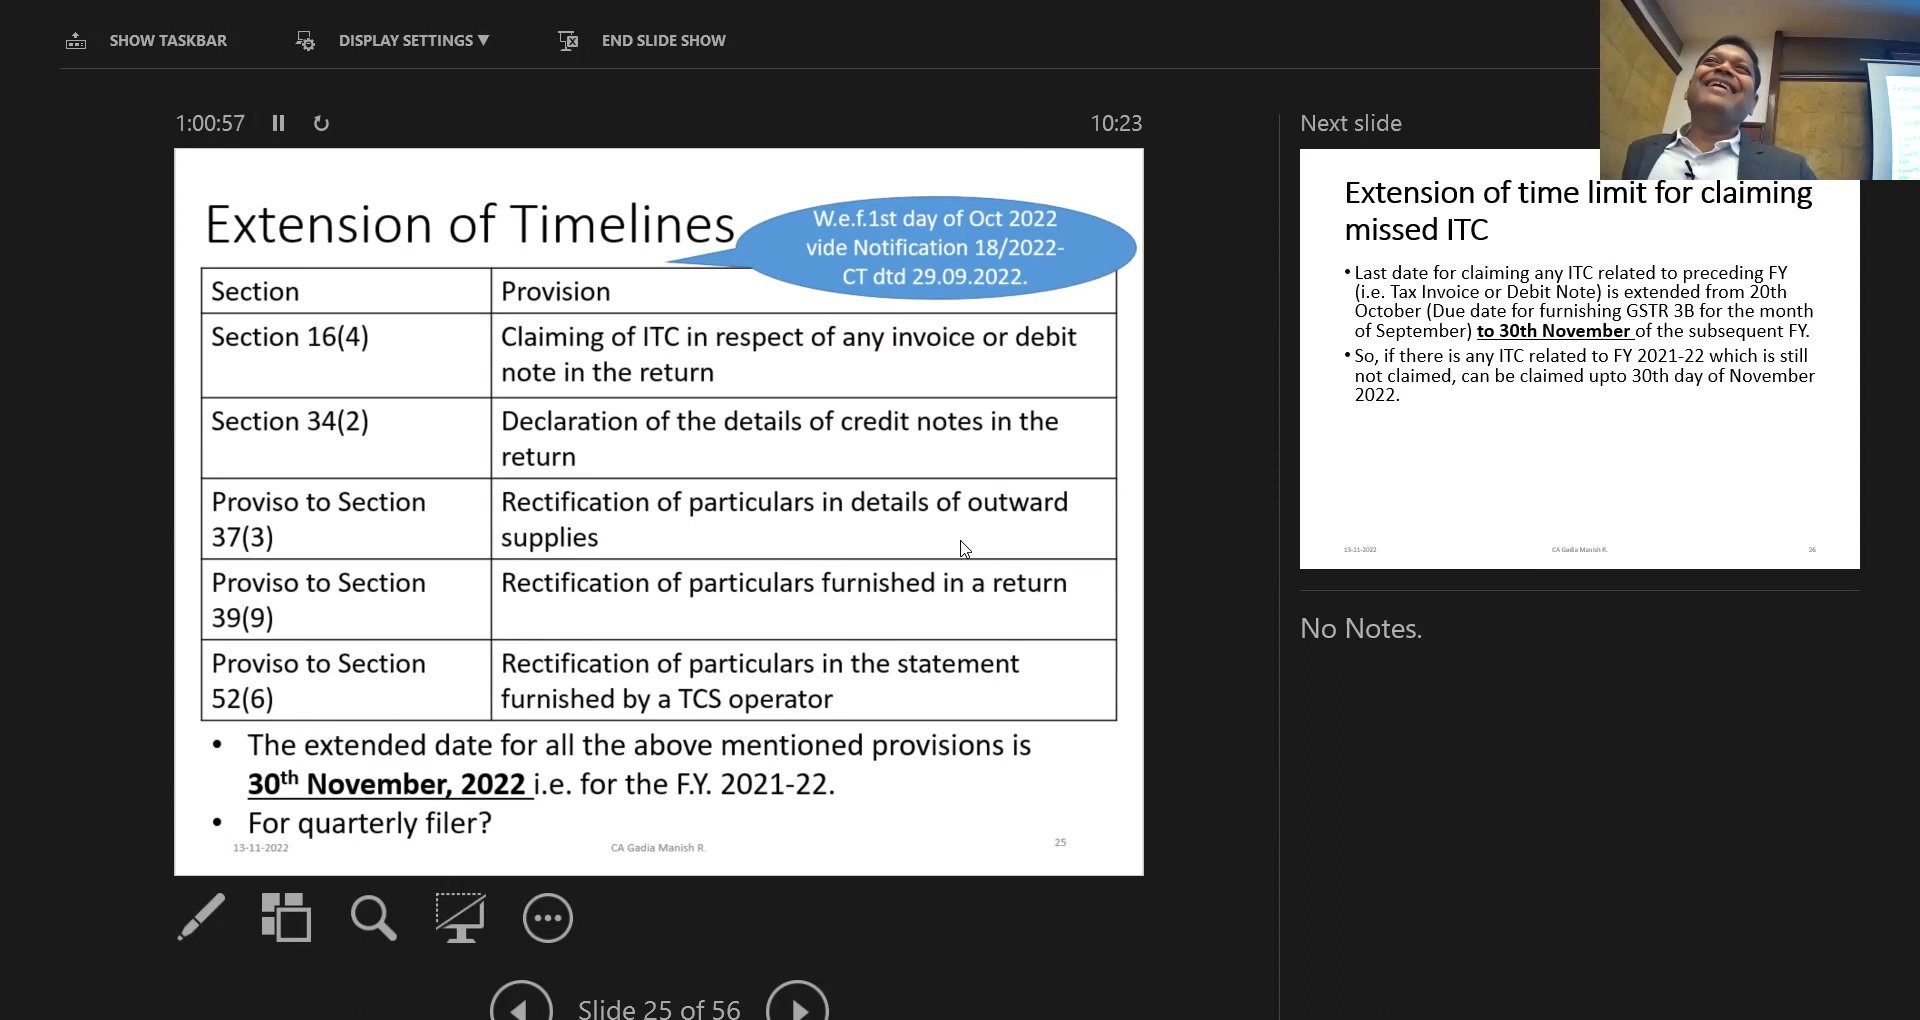 SHOW TASKBAR
DISPLAY SETTINGS ▼
END SLIDE SHOW
1:00:57
10:23
Extension of Timelines
W.e.f.1st day of Oct 2022
vide Notification 18/2022-
CT dtd 29.09.2022.
Section
Provision
Section 16(4)
Claiming of ITC in respect of any invoice or debit
note in the return
Section 34(2)
Declaration of the details of credit notes in the
return
Proviso to Section
37(3)
Rectification of particulars in details of outward
supplies
Proviso to Section
39(9)
Rectification of particulars furnished in a return
Proviso to Section
52(6)
Rectification of particulars in the statement
furnished by a TCS operator
• The extended date for all the above mentioned provisions is
30th November, 2022 i.e. for the F.Y. 2021-22.
• For quarterly filer?
13-11-2022
CA Gadia Manish R.
25
Slide 25 of 56
Next slide
Extension of time limit for claiming
missed ITC
• Last date for claiming any ITC related to preceding FY
(i.e. Tax Invoice or Debit Note) is extended from 20th
October (Due date for furnishing GSTR 3B for the month
of September) to 30th November of the subsequent FY.
• So, if there is any ITC related to FY 2021-22 which is still
not claimed, can be claimed upto 30th day of November
2022.
13-11-2022
CA Gadia Manish R.
26
No Notes.